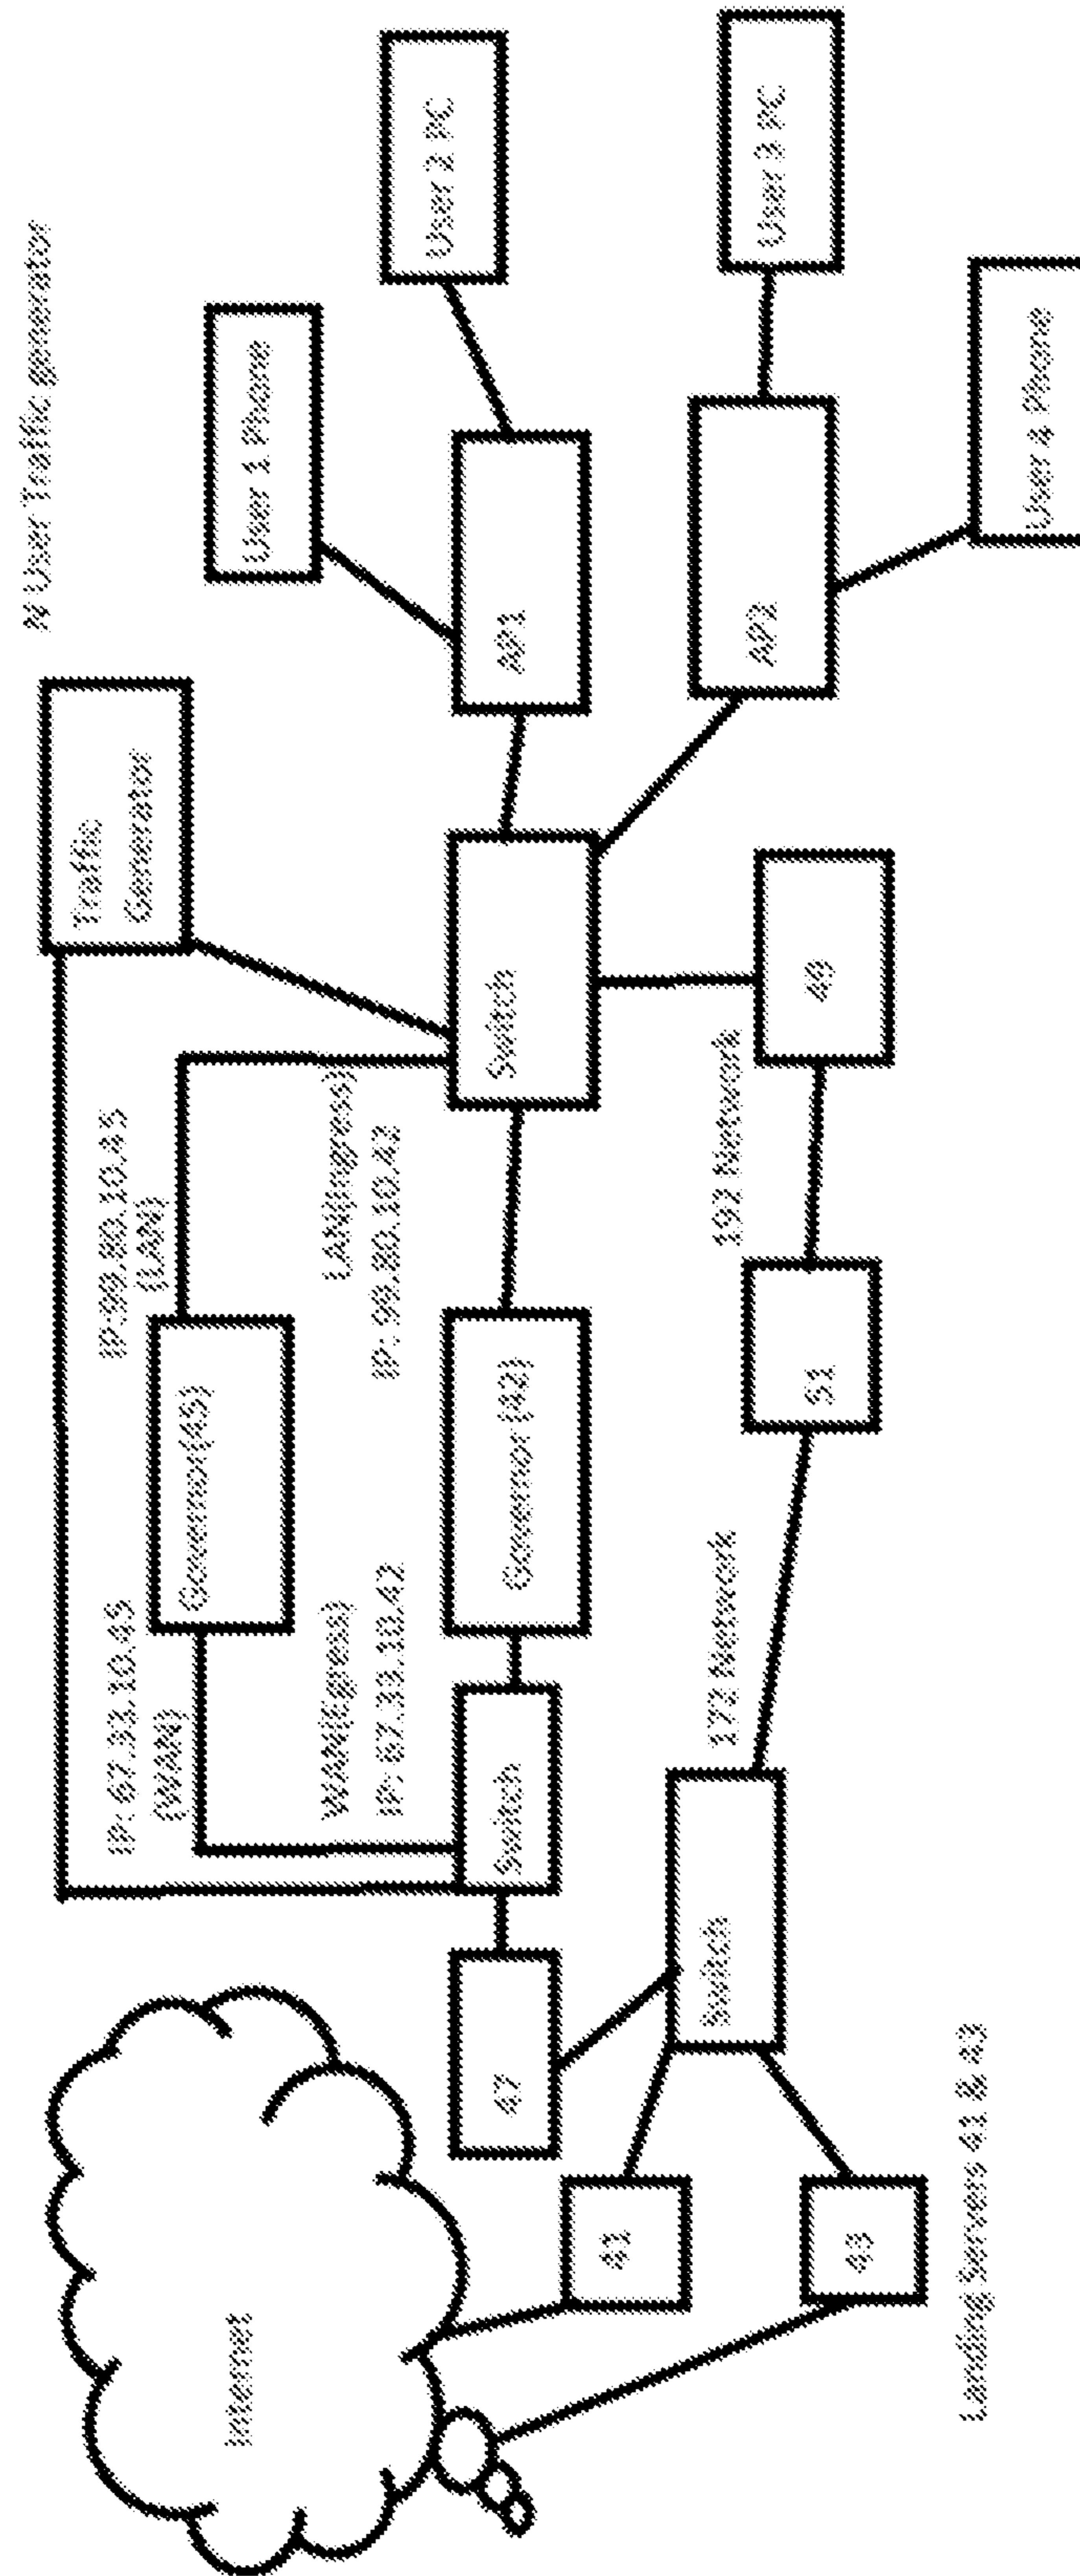 N User Traffic generator
Traffic
Generator
User 1 Phone
User 2 PC
IP: 67.33.10.45
(WAN)
IP:99.80.10.45
(LAN)
Governor(45)
WAN(Egress)
IP: 67.33.10.42
LAN(Ingress)
IP: 99.80.10.42
Internet
47
Switch
Governor (42)
Switch
AP1
41
Switch
172 Network
51
192 Network
49
AP2
User 3 PC
43
User 4 Phone
Landing Servers 41 & 43